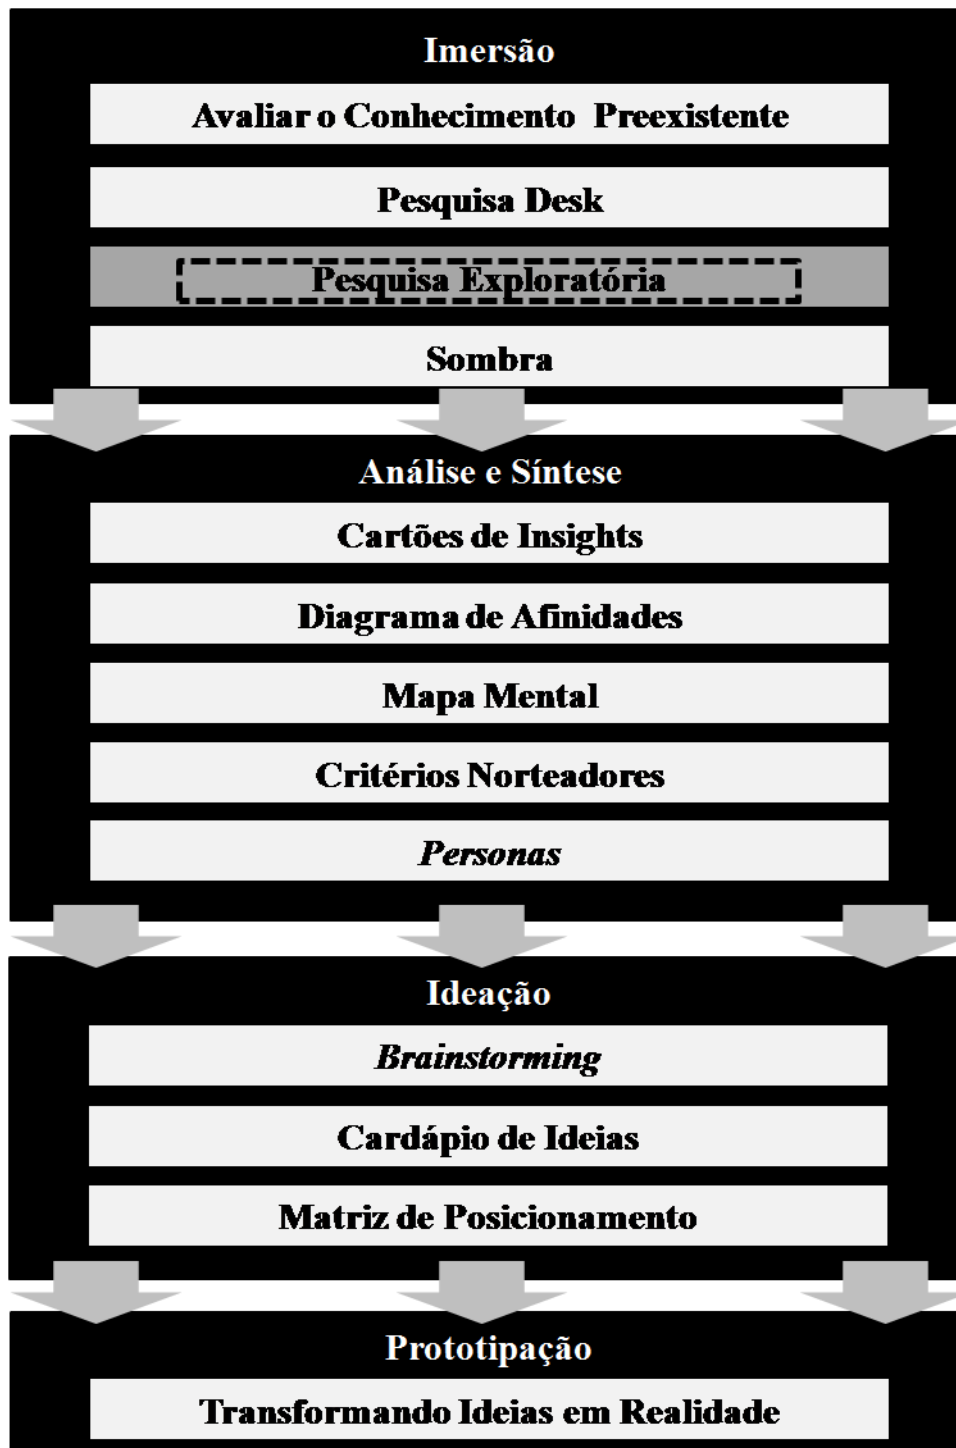 Imersão
Avaliar o Conhecimento Preexistente
Pesquisa Desk
Pesquisa Exploratória
Sombra
Análise e Síntese
Cartões de Insights
Diagrama de Afinidades
Mapa Mental
Critérios Norteadores
Personas
Ideação
Brainstorming
Cardápio de Ideias
Matriz de Posicionamento
Prototipação
Transformando Ideias em Realidade